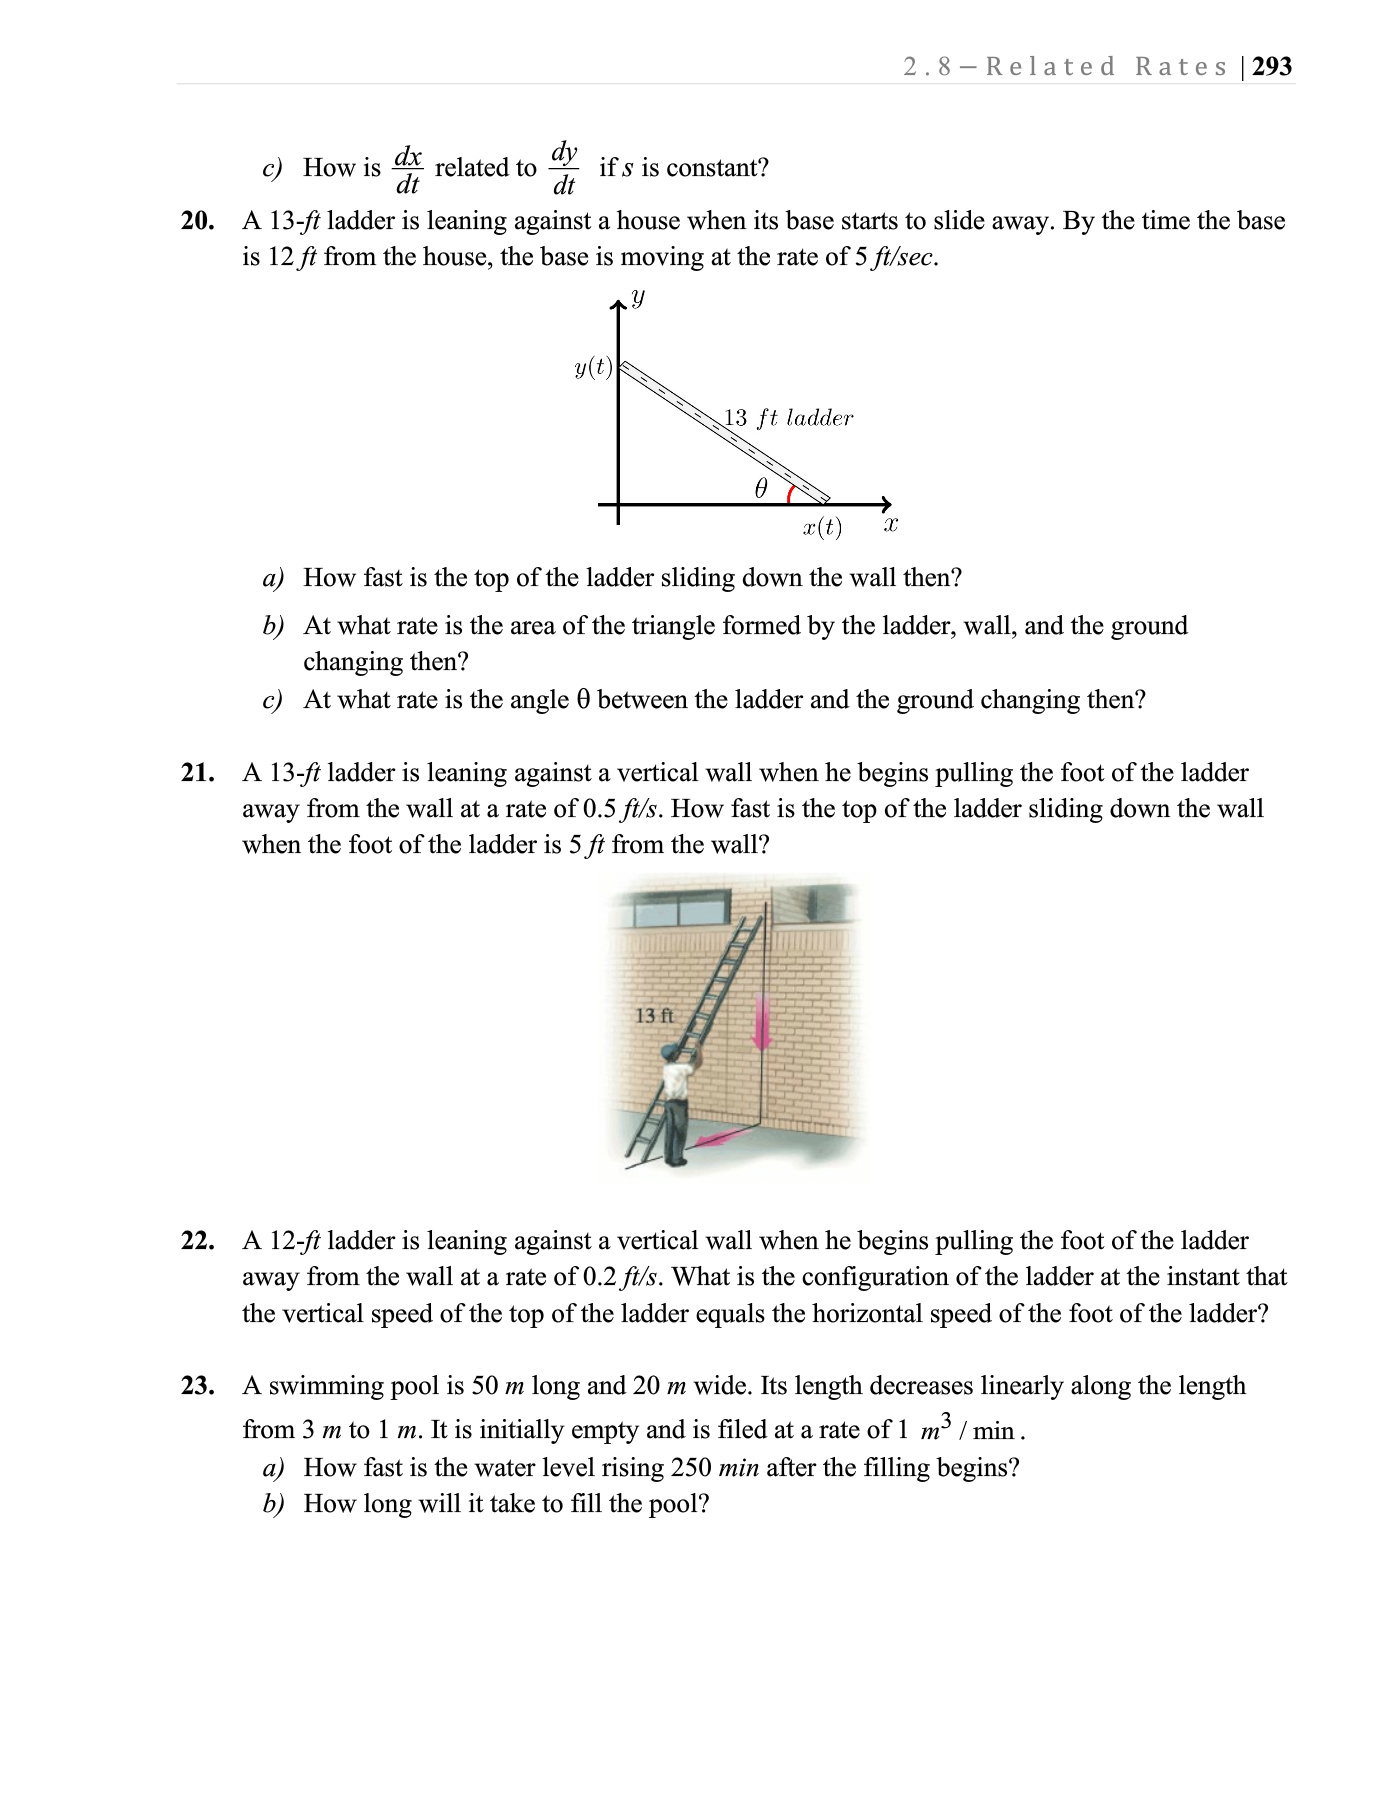 2.8 – Related Rates | 293
c) How is dx/dt related to dy/dt if s is constant?
20. A 13-ft ladder is leaning against a house when its base starts to slide away. By the time the base
is 12 ft from the house, the base is moving at the rate of 5 ft/sec.
y
y(t)
13 ft ladder
θ
x(t)
x
a) How fast is the top of the ladder sliding down the wall then?
b) At what rate is the area of the triangle formed by the ladder, wall, and the ground
changing then?
c) At what rate is the angle θ between the ladder and the ground changing then?
21. A 13-ft ladder is leaning against a vertical wall when he begins pulling the foot of the ladder
away from the wall at a rate of 0.5 ft/s. How fast is the top of the ladder sliding down the wall
when the foot of the ladder is 5 ft from the wall?
13 ft
22. A 12-ft ladder is leaning against a vertical wall when he begins pulling the foot of the ladder
away from the wall at a rate of 0.2 ft/s. What is the configuration of the ladder at the instant that
the vertical speed of the top of the ladder equals the horizontal speed of the foot of the ladder?
23. A swimming pool is 50 m long and 20 m wide. Its length decreases linearly along the length
from 3 m to 1 m. It is initially empty and is filed at a rate of 1 m³ / min.
a) How fast is the water level rising 250 min after the filling begins?
b) How long will it take to fill the pool?